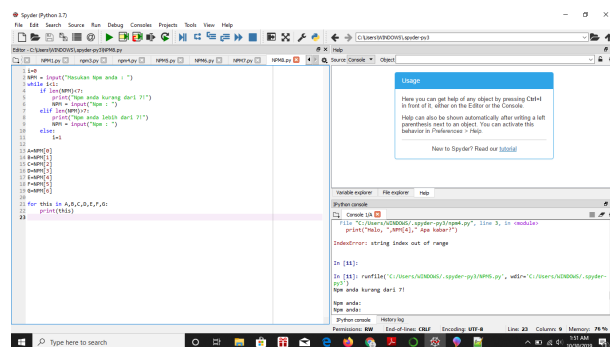 Spyder (Python 3.7)
File Edit Search Source Run Debug Consoles Projects Tools View Help
C:\Users\WINDOWS\.spyder-py3
Editor - C:\Users\WINDOWS\.spyder-py3\NPM8.py
NPM1.py npm3.py npm4.py NPM5.py NPM6.py NPM7.py NPM8.py
1 i=0
2 NPM = input("Masukan Npm anda : ")
3 while i<1:
4 if len(NPM)<7:
5 print("Npm anda kurang dari 7!")
6 NPM = input("Npm : ")
7 elif len(NPM)>7:
8 print("Npm anda lebih dari 7!")
9 NPM = input("Npm : ")
10 else:
11 i=1
12
13 A=NPM[0]
14 B=NPM[1]
15 C=NPM[2]
16 D=NPM[3]
17 E=NPM[4]
18 F=NPM[5]
19 G=NPM[6]
20
21 for this in A,B,C,D,E,F,G:
22 print(this)
23
Help
Source Console Object
Usage
Here you can get help of any object by pressing Ctrl+I
in front of it, either on the Editor or the Console.
Help can also be shown automatically after writing a left
parenthesis next to an object. You can activate this
behavior in Preferences > Help.
New to Spyder? Read our tutorial
Variable explorer File explorer Help
IPython console
Console 1/A
File "C:/Users/WINDOWS/.spyder-py3/npm4.py", line 3, in <module>
print("Halo, ",NPM[4]," Apa kabar?")
IndexError: string index out of range
In [11]:
In [11]: runfile('C:/Users/WINDOWS/.spyder-py3/NPM5.py', wdir='C:/Users/WINDOWS/.spyder-
py3')
Npm anda kurang dari 7!
Npm anda:
Npm anda:
IPython console History log
Permissions: RW End-of-lines: CRLF Encoding: UTF-8 Line: 23 Column: 9 Memory: 76 %
Type here to search
1:51 AM
10/30/2019